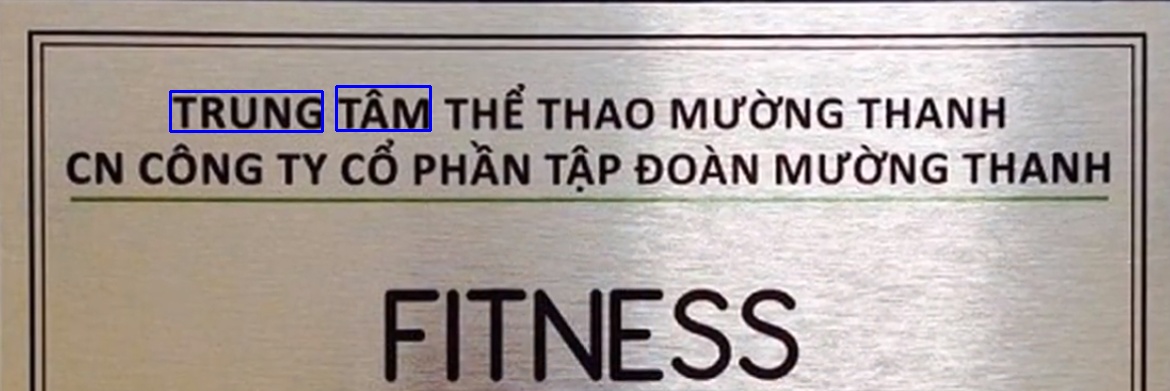 TRUNG TÂM THỂ THAO MƯỜNG THANH
CN CÔNG TY CỔ PHẦN TẬP ĐOÀN MƯỜNG THANH
FITNESS